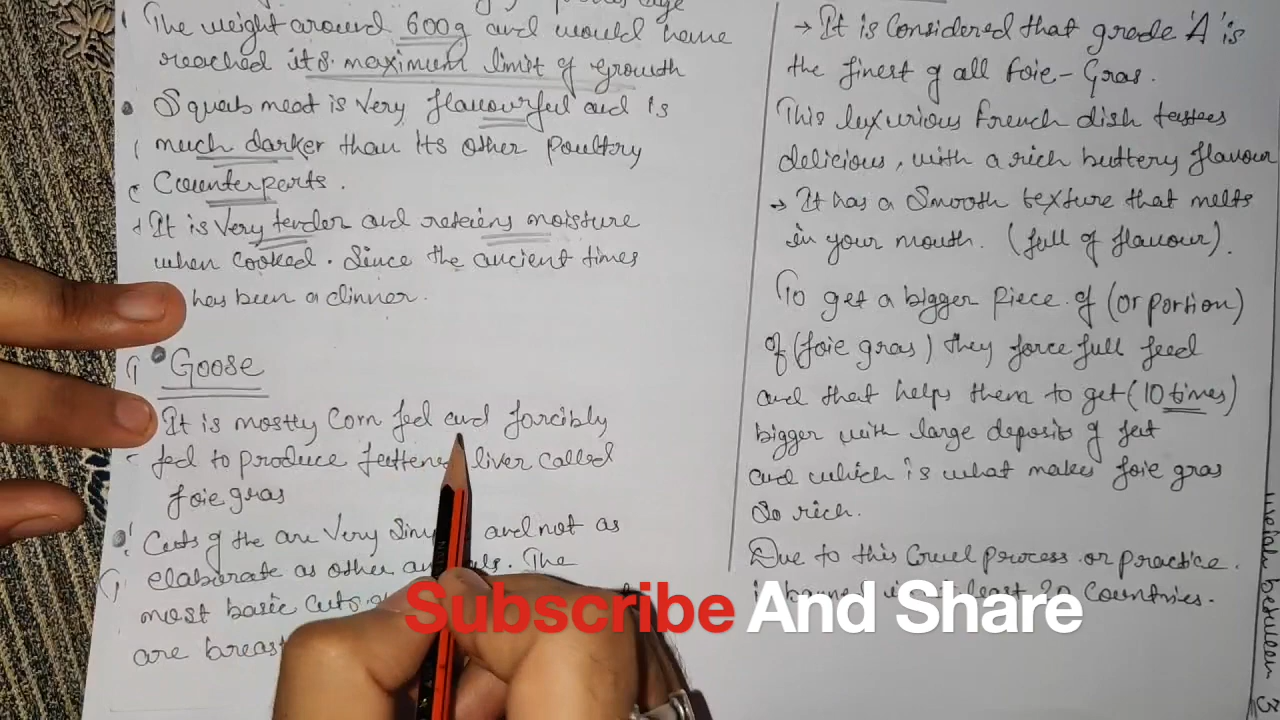 The weight around 600g and would have
reached its maximum limit of Growth
Squab meat is very flavourful and is
much darker than its other poultry
Counterparts.
It is very tender and retaiens moisture
when cooked. Since the ancient times
has been a dinner.
Goose
It is mostly Corn fed and forcibly
fed to produce liver called
foie gras
Cuts of the are very and not as
elaborate as other The
most basic cuts
are breast
→ It is Considered that grade 'A' is
the finest of all foie-Gras.
This luxurious french dish tastes
delicious, with a rich buttery flavour
→ It has a Smooth texture that melts
in your mouth. (full of flavour).
To get a bigger piece of (or portion)
of (foie gras) they force full feed
and that helps them to get (10 times)
bigger with large deposits of fat
and which is what makes foie gras
So rich.
Due to this Cruel process or practice.
Countries.
between 3
Subscribe And Share